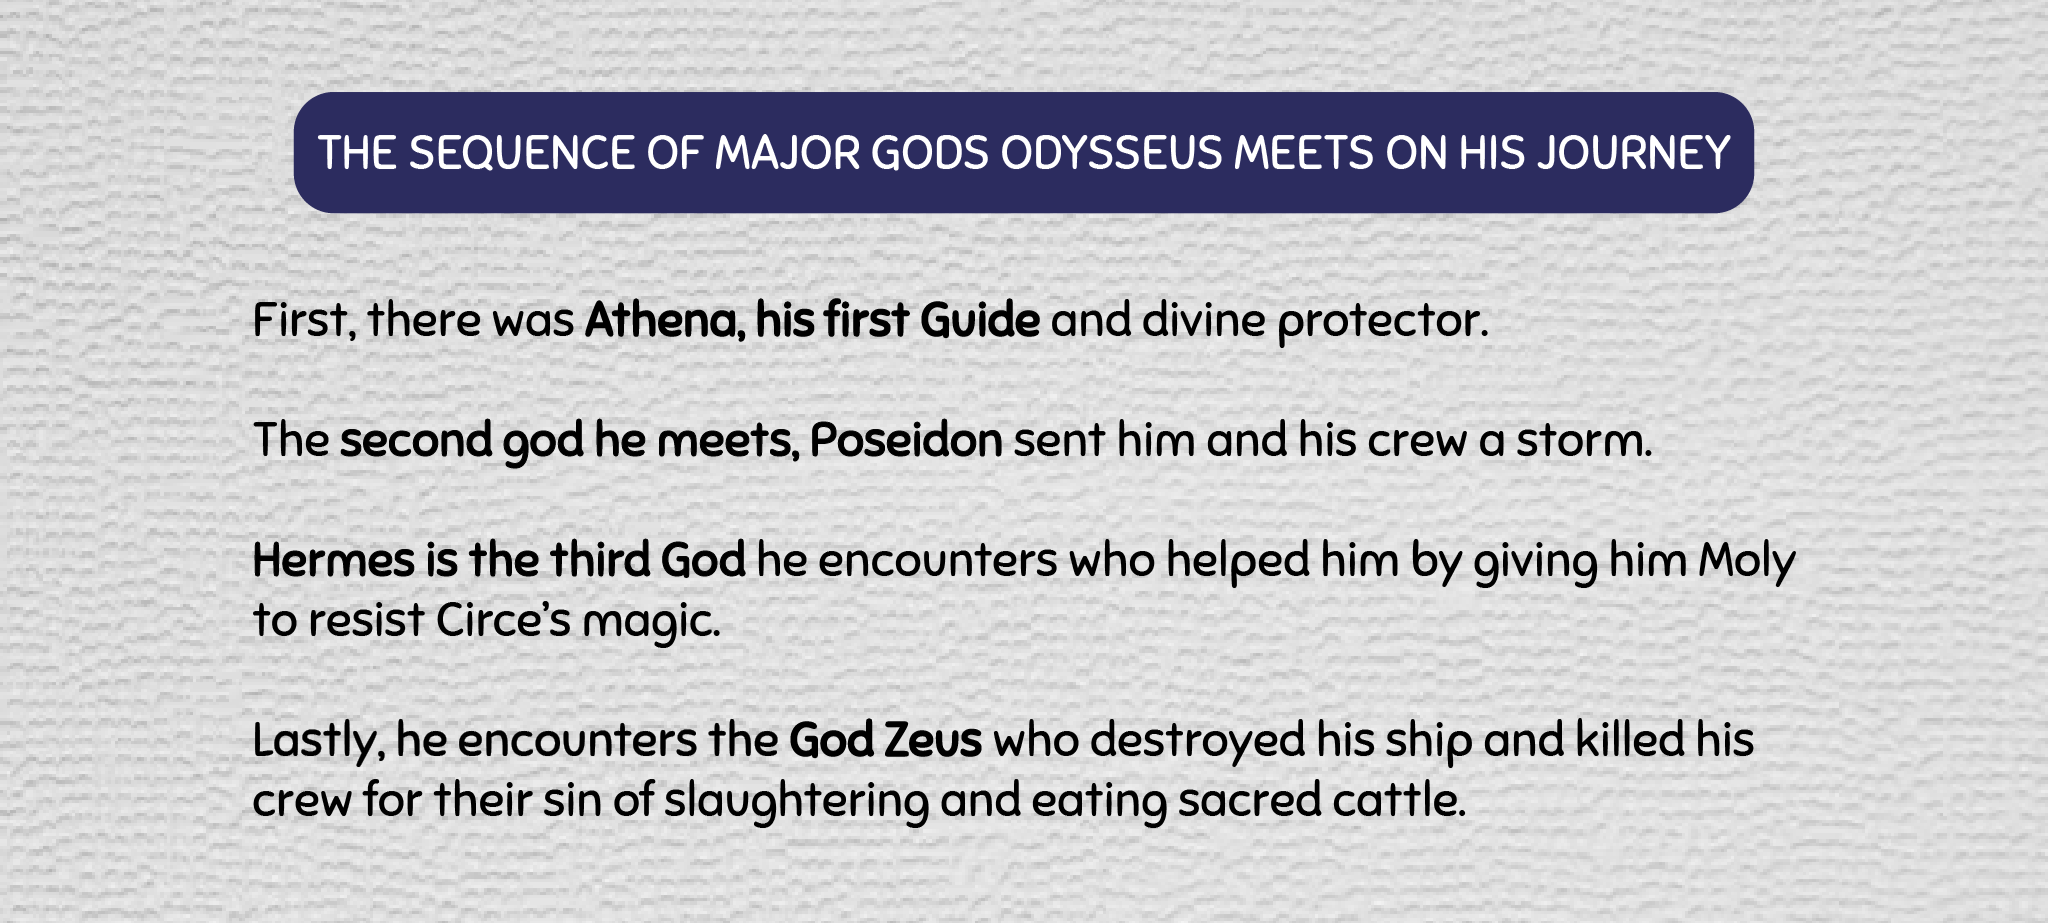 THE SEQUENCE OF MAJOR GODS ODYSSEUS MEETS ON HIS JOURNEY
First, there was Athena, his first Guide and divine protector.
The second god he meets, Poseidon sent him and his crew a storm.
Hermes is the third God he encounters who helped him by giving him Moly
to resist Circe's magic.
Lastly, he encounters the God Zeus who destroyed his ship and killed his
crew for their sin of slaughtering and eating sacred cattle.